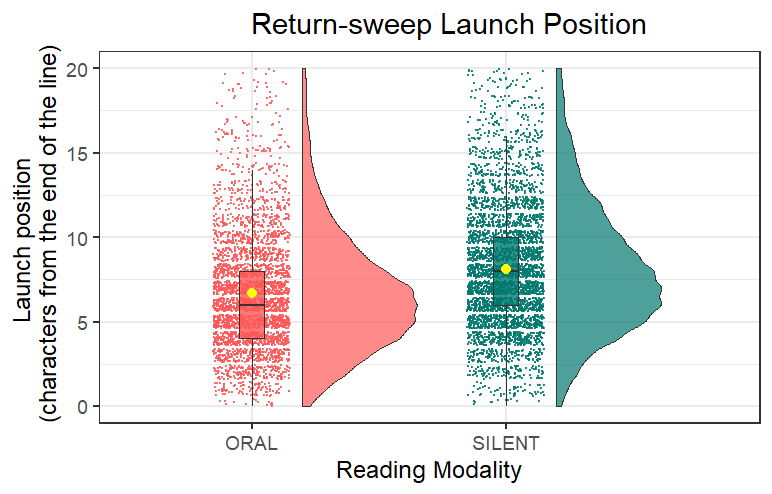 Return-sweep Launch Position
Launch position
(characters from the end of the line)
20
15
10
5
0
ORAL
SILENT
Reading Modality